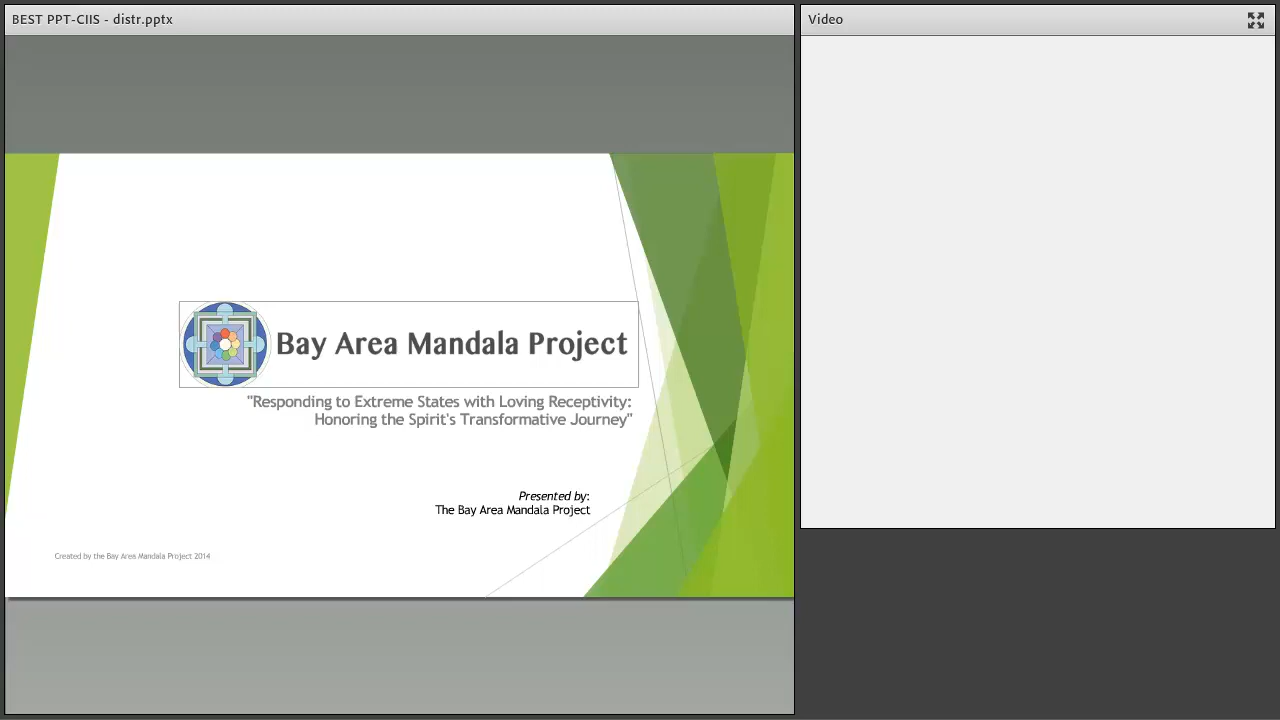 BEST PPT-CIIS - distr.pptx
Video
Bay Area Mandala Project
"Responding to Extreme States with Loving Receptivity:
Honoring the Spirit's Transformative Journey"
Presented by:
The Bay Area Mandala Project
Created by the Bay Area Mandala Project 2014